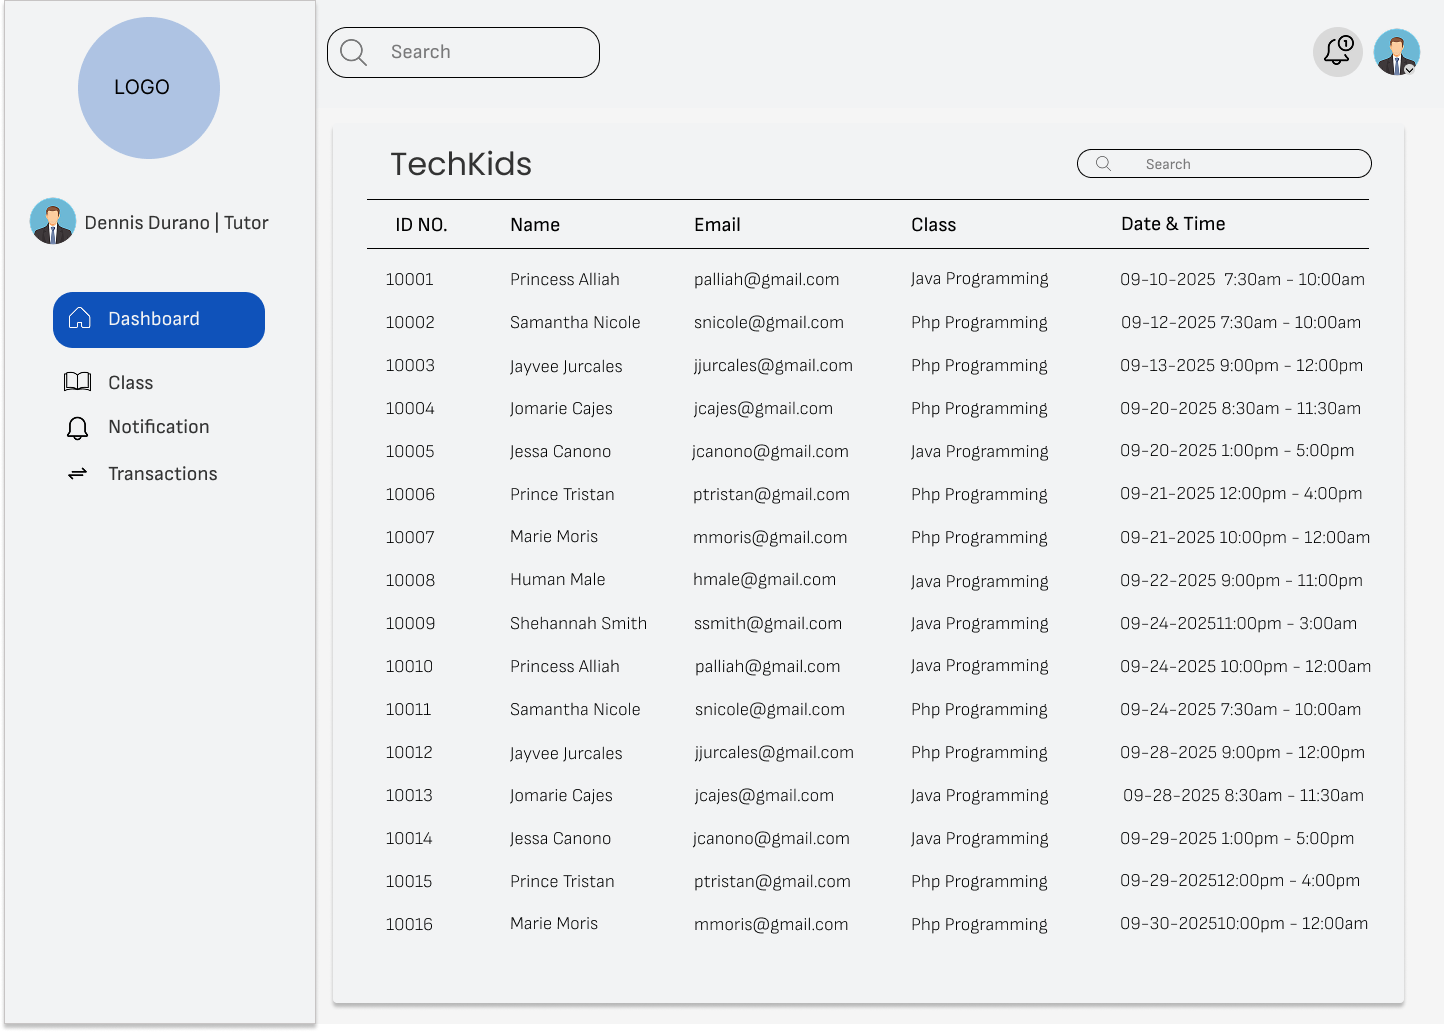 LOGO
Search
1
Dennis Durano | Tutor
Dashboard
Class
Notification
Transactions
TechKids
Search
ID NO. Name Email Class Date & Time
10001 Princess Alliah palliah@gmail.com Java Programming 09-10-2025 7:30am - 10:00am
10002 Samantha Nicole snicole@gmail.com Php Programming 09-12-2025 7:30am - 10:00am
10003 Jayvee Jurcales jjurcales@gmail.com Php Programming 09-13-2025 9:00pm - 12:00pm
10004 Jomarie Cajes jcajes@gmail.com Php Programming 09-20-2025 8:30am - 11:30am
10005 Jessa Canono jcanono@gmail.com Java Programming 09-20-2025 1:00pm - 5:00pm
10006 Prince Tristan ptristan@gmail.com Php Programming 09-21-2025 12:00pm - 4:00pm
10007 Marie Moris mmoris@gmail.com Php Programming 09-21-2025 10:00pm - 12:00am
10008 Human Male hmale@gmail.com Java Programming 09-22-2025 9:00pm - 11:00pm
10009 Shehannah Smith ssmith@gmail.com Java Programming 09-24-202511:00pm - 3:00am
10010 Princess Alliah palliah@gmail.com Java Programming 09-24-2025 10:00pm - 12:00am
10011 Samantha Nicole snicole@gmail.com Php Programming 09-24-2025 7:30am - 10:00am
10012 Jayvee Jurcales jjurcales@gmail.com Php Programming 09-28-2025 9:00pm - 12:00pm
10013 Jomarie Cajes jcajes@gmail.com Java Programming 09-28-2025 8:30am - 11:30am
10014 Jessa Canono jcanono@gmail.com Java Programming 09-29-2025 1:00pm - 5:00pm
10015 Prince Tristan ptristan@gmail.com Php Programming 09-29-202512:00pm - 4:00pm
10016 Marie Moris mmoris@gmail.com Php Programming 09-30-202510:00pm - 12:00am